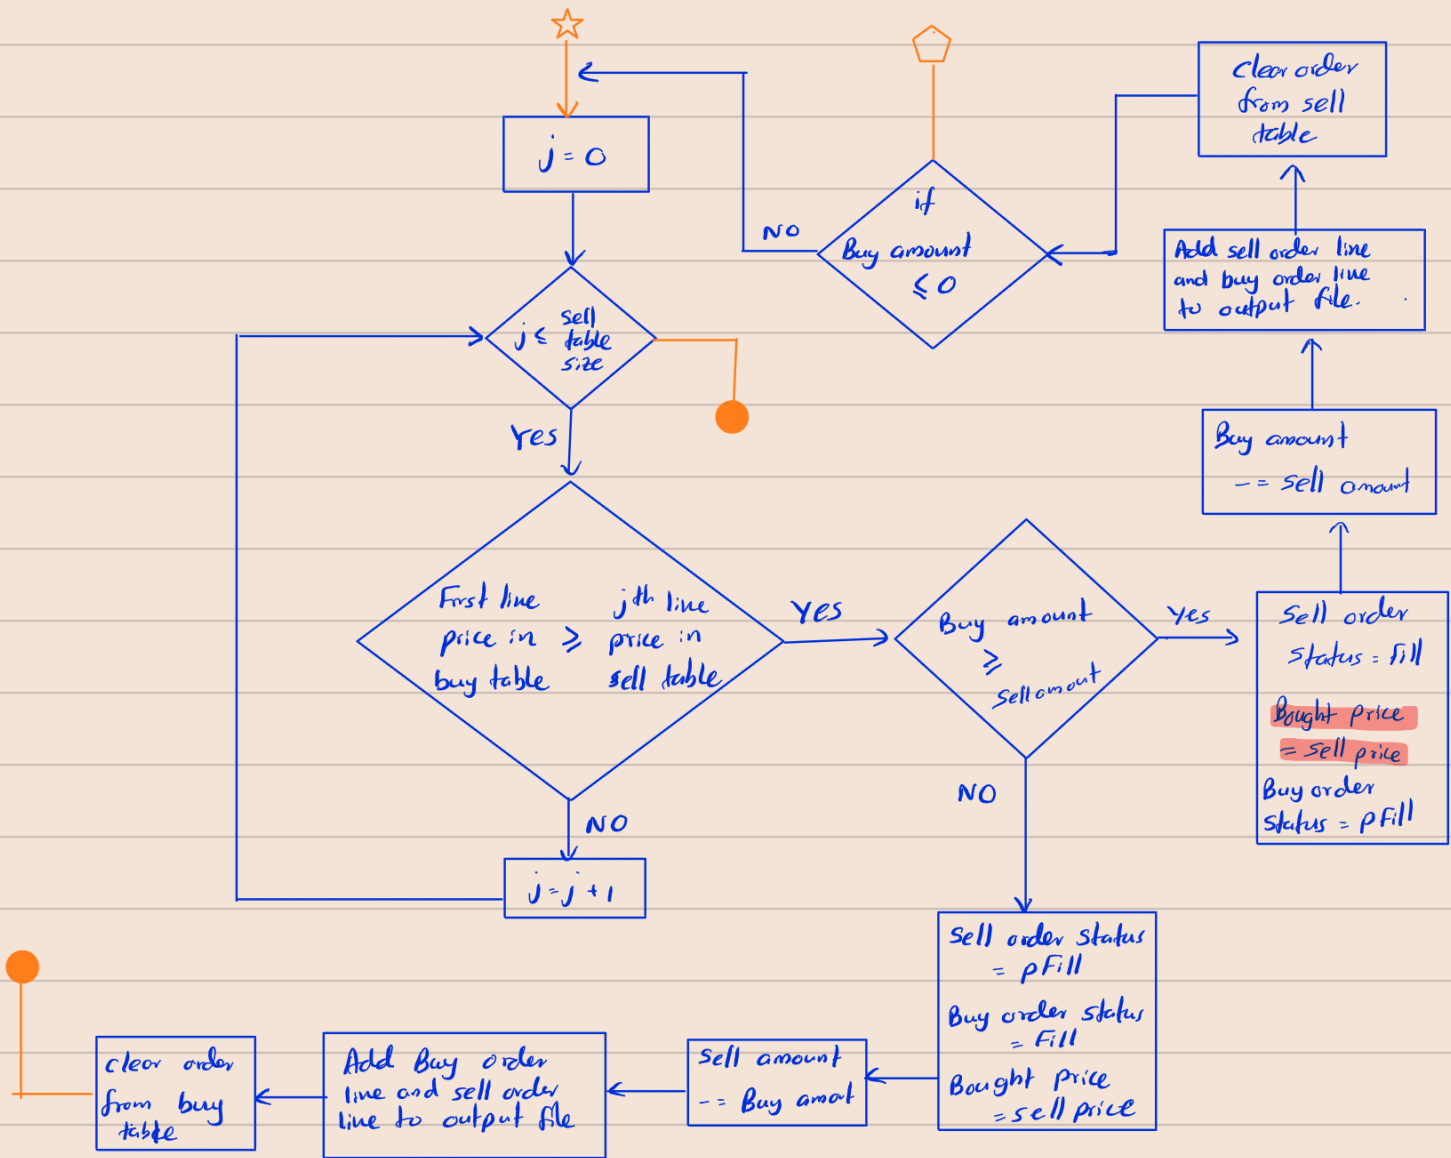 j = 0
if
Buy amount
≤ 0
NO
Clear order
from sell
table
Add sell order line
and buy order line
to output file.
j ≤ sell
table
size
Yes
Buy amount
-= sell amount
First line
price in
buy table
≥
jth line
price in
sell table
Yes
Buy amount
≥
sell amout
Yes
Sell order
status = fill
Bought price
= sell price
Buy order
status = pFill
NO
j = j + 1
NO
Sell order status
= pFill
Buy order status
= Fill
Bought price
= sell price
Sell amount
-= Buy amout
Add Buy order
line and sell order
line to output file
clear order
from buy
table